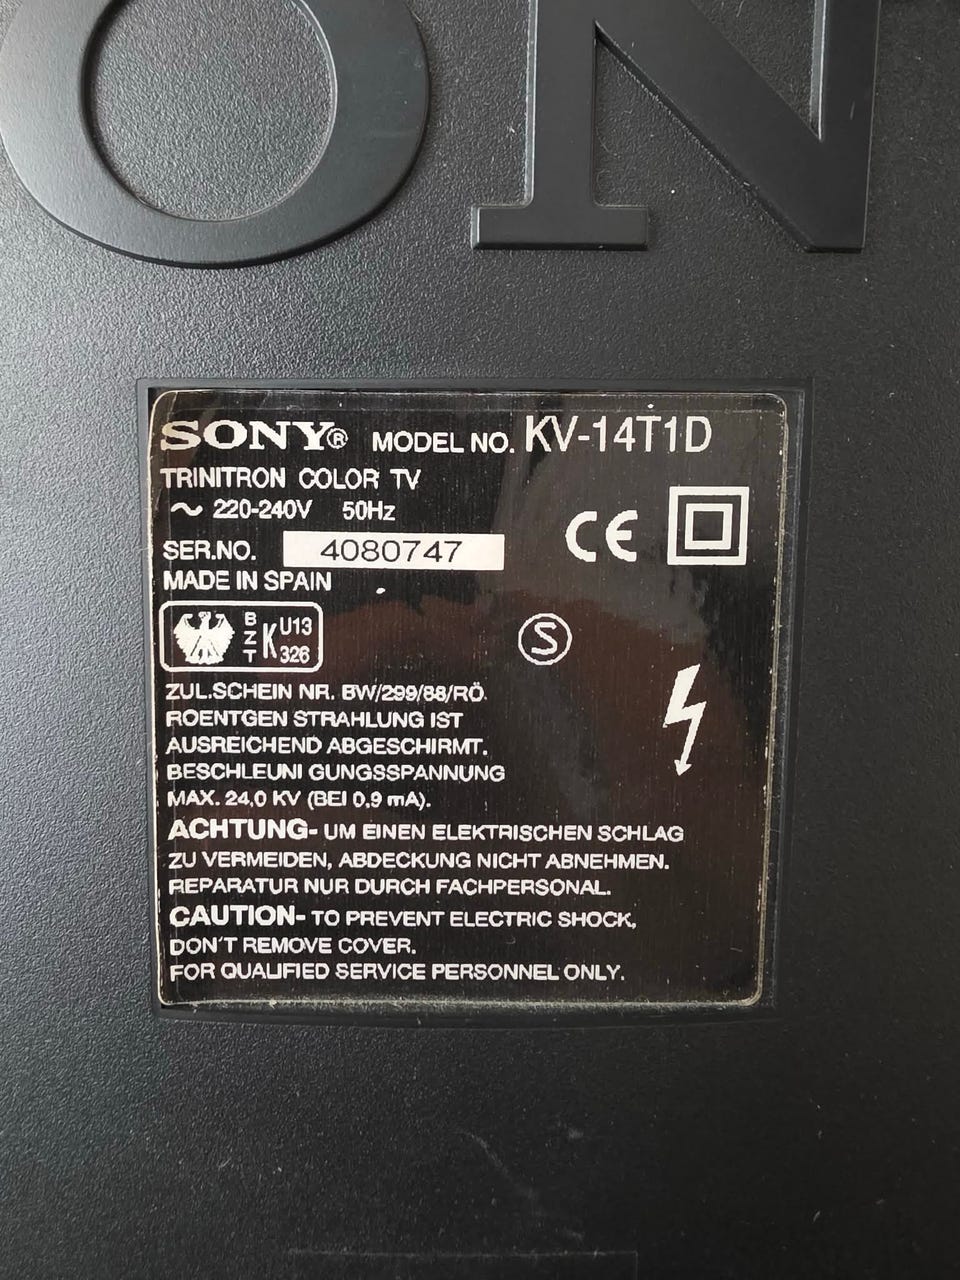 ON
SONY® MODEL NO. KV-14T1D
TRINITRON COLOR TV
~ 220-240V 50Hz
CE
SER.NO. 4080747
MADE IN SPAIN
BZT K U13 326
S
ZUL.SCHEIN NR. BW/299/88/RÖ
ROENTGEN STRAHLUNG IST
AUSREICHEND ABGESCHIRMT.
BESCHLEUNI GUNGSSPANNUNG
MAX. 24,0 KV (BEI 0,9 mA).
ACHTUNG- UM EINEN ELEKTRISCHEN SCHLAG
ZU VERMEIDEN, ABDECKUNG NICHT ABNEHMEN.
REPARATUR NUR DURCH FACHPERSONAL.
CAUTION- TO PREVENT ELECTRIC SHOCK,
DON'T REMOVE COVER.
FOR QUALIFIED SERVICE PERSONNEL ONLY.